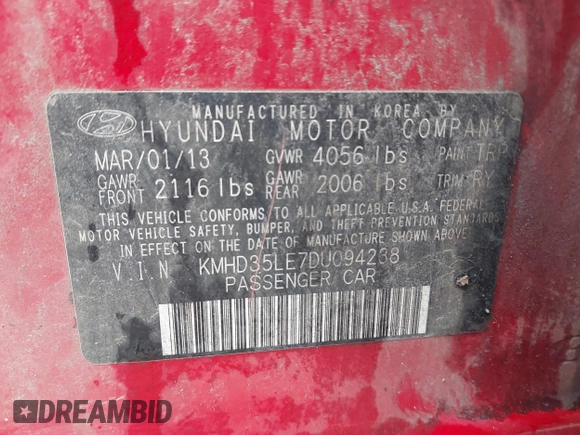 MANUFACTURED IN KOREA BY
HYUNDAI MOTOR COMPANY
MAR/01/13 GVWR 4056 lbs PAINT TRP
GAWR FRONT 2116 lbs GAWR REAR 2006 lbs TRIM RY
THIS VEHICLE CONFORMS TO ALL APPLICABLE U.S.A. FEDERAL
MOTOR VEHICLE SAFETY, BUMPER, AND THEFT PREVENTION STANDARDS
IN EFFECT ON THE DATE OF MANUFACTURE SHOWN ABOVE.
V.I.N KMHD35LE7DU094238
PASSENGER CAR
DREAMBID